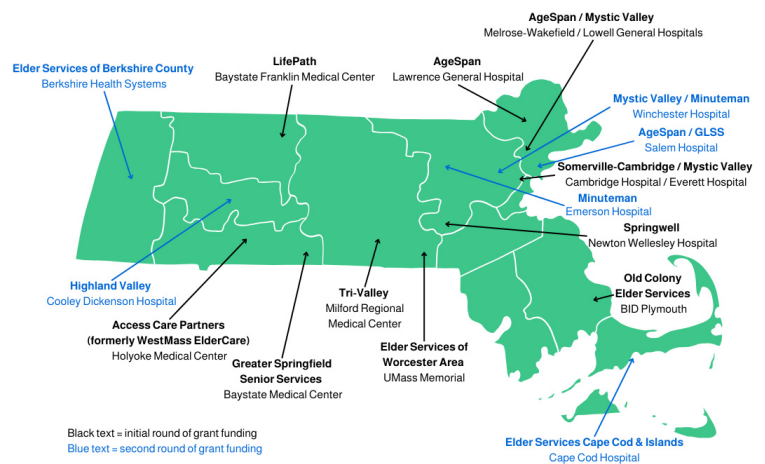 AgeSpan / Mystic Valley
Melrose-Wakefield / Lowell General Hospitals
LifePath
Baystate Franklin Medical Center
AgeSpan
Lawrence General Hospital
Elder Services of Berkshire County
Berkshire Health Systems
Mystic Valley / Minuteman
Winchester Hospital
AgeSpan / GLSS
Salem Hospital
Somerville-Cambridge / Mystic Valley
Cambridge Hospital / Everett Hospital
Minuteman
Emerson Hospital
Springwell
Newton Wellesley Hospital
Old Colony
Elder Services
BID Plymouth
Highland Valley
Cooley Dickenson Hospital
Tri-Valley
Milford Regional
Medical Center
Access Care Partners
(formerly WestMass ElderCare)
Holyoke Medical Center
Greater Springfield
Senior Services
Baystate Medical Center
Elder Services of
Worcester Area
UMass Memorial
Elder Services Cape Cod & Islands
Cape Cod Hospital
Black text = initial round of grant funding
Blue text = second round of grant funding